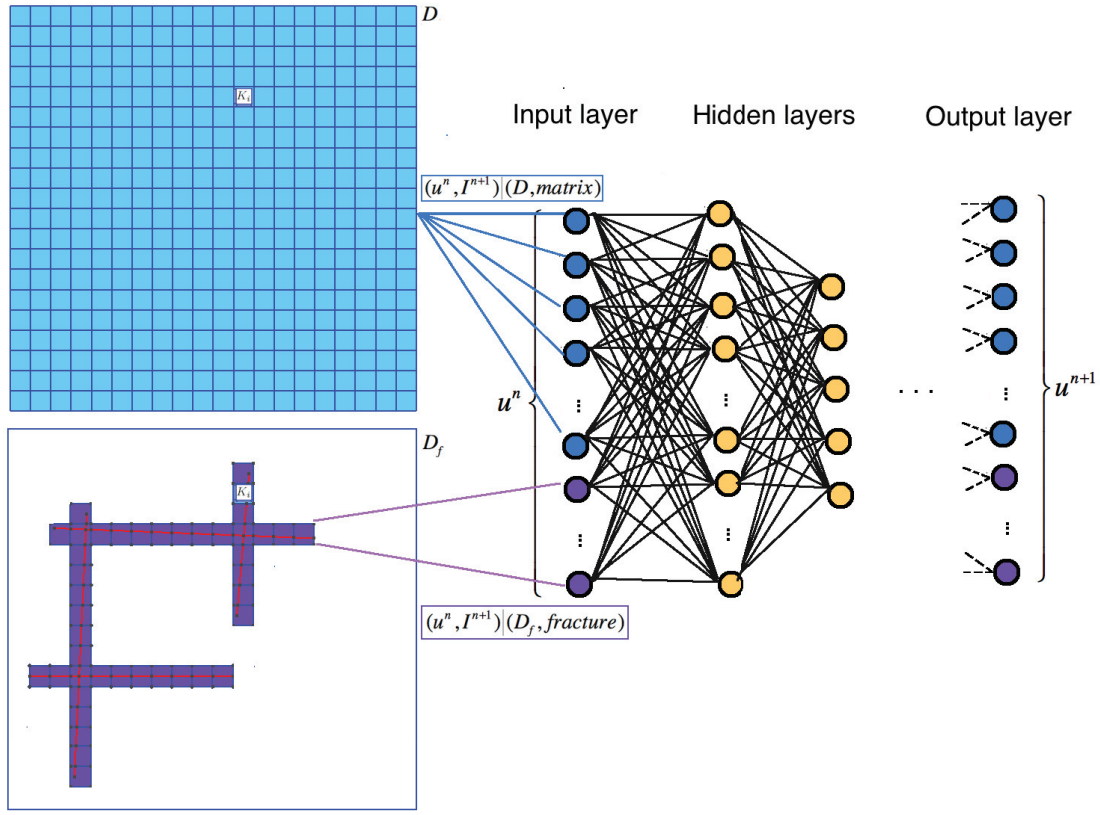 D
K_i
Input layer
Hidden layers
Output layer
(u^n, I^{n+1})|(D, matrix)
u^n
. . .
u^{n+1}
D_f
K_i
(u^n, I^{n+1})|(D_f, fracture)